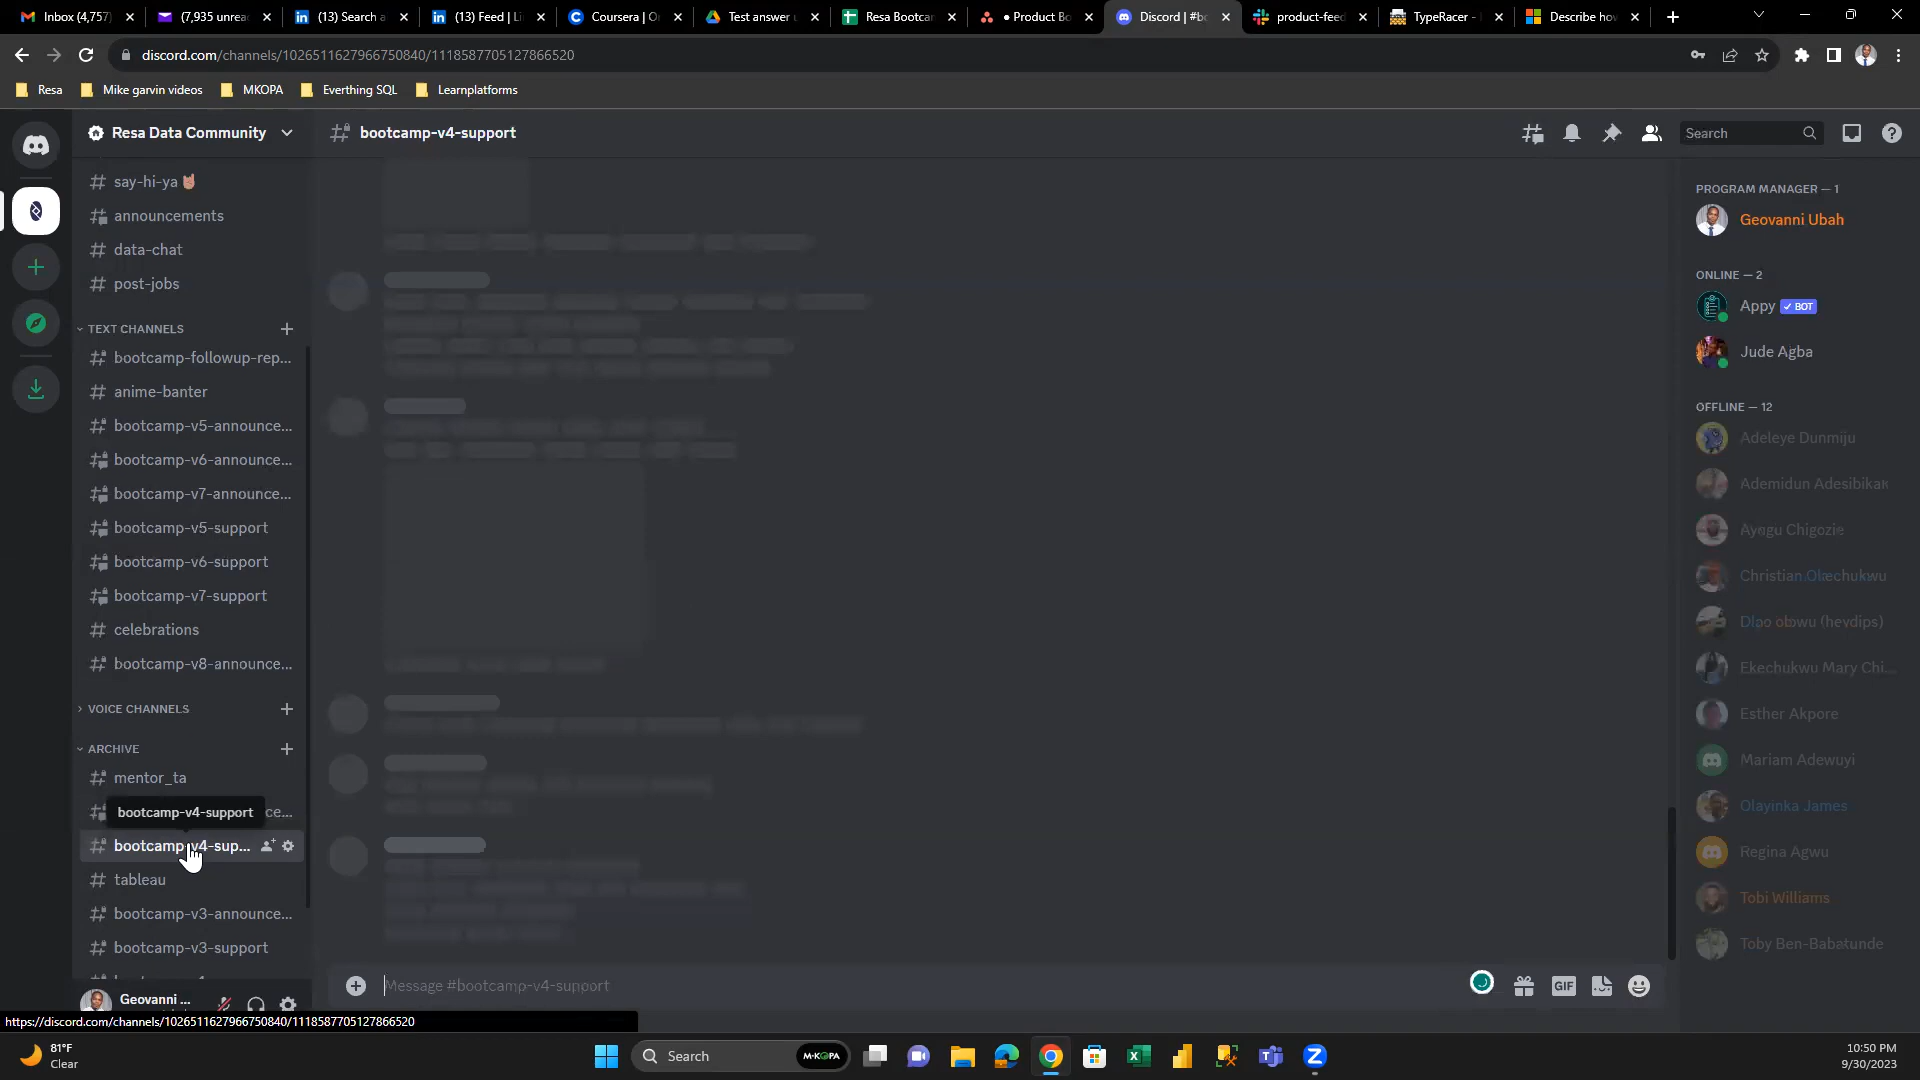 Inbox (4,757)
(7,935 unrea
(13) Search a
(13) Feed | Li
Coursera | O
Test answer
Resa Bootcar
• Product Bo
Discord | #b
product-feed
TypeRacer -
Describe how
discord.com/channels/1026511627966750840/1118587705127866520
Resa
Mike garvin videos
MKOPA
Everthing SQL
Learnplatforms
Resa Data Community
bootcamp-v4-support
Search
say-hi-ya
announcements
data-chat
post-jobs
TEXT CHANNELS
bootcamp-followup-rep...
anime-banter
bootcamp-v5-announce...
bootcamp-v6-announce...
bootcamp-v7-announce...
bootcamp-v5-support
bootcamp-v6-support
bootcamp-v7-support
celebrations
bootcamp-v8-announce...
VOICE CHANNELS
ARCHIVE
mentor_ta
bootcamp-v4-support
ce...
bootcamp-v4-sup...
tableau
bootcamp-v3-announce...
bootcamp-v3-support
Geovanni ...
Message #bootcamp-v4-support
GIF
PROGRAM MANAGER — 1
Geovanni Ubah
ONLINE — 2
Appy BOT
Jude Agba
OFFLINE — 12
Adeleye Dunmiju
Ademidun Adesibikan
Ayogu Chigozie
Christian Okechukwu
(heydips)
Ekechukwu Mary Chi...
Esther Akpore
Mariam Adewuyi
Olayinka James
Regina Agwu
Tobi Williams
Toby Ben-Babatunde
https://discord.com/channels/1026511627966750840/1118587705127866520
81°F
Clear
Search
M-KOPA
10:50 PM
9/30/2023